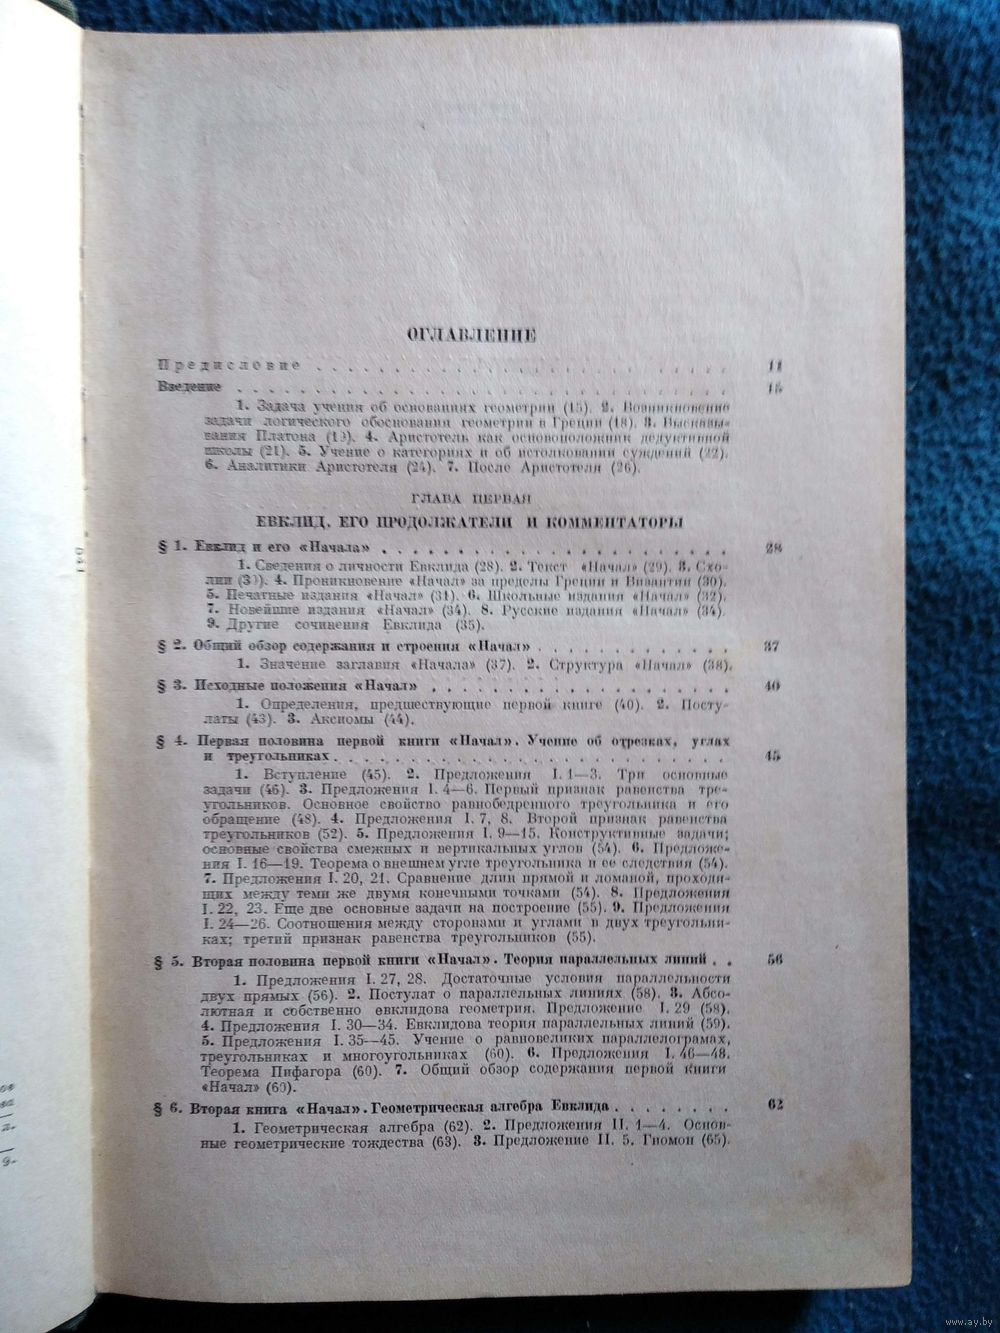 ОГЛАВЛЕНИЕ
Предисловие . . . . . . . . . . . . . . . . . . . . 11
Введение . . . . . . . . . . . . . . . . . . . . 15
1. Задача учения об основаниях геометрии (15). 2. Возникновение
задачи логического обоснования геометрии в Греции (18). 3. Высказы-
вания Платона (19). 4. Аристотель как основоположник дедуктивной
школы (21). 5. Учение о категориях и об истолковании суждений (22).
6. Аналитики Аристотеля (24). 7. После Аристотеля (26).
ГЛАВА ПЕРВАЯ
ЕВКЛИД, ЕГО ПРОДОЛЖАТЕЛИ И КОММЕНТАТОРЫ
§ 1. Евклид и его «Начала» . . . . . . . . . . . . . . . . . . . . 28
1. Сведения о личности Евклида (28). 2. Текст «Начал» (29). 3. Схо-
лии (30). 4. Проникновение «Начал» за пределы Греции и Византии (30).
5. Печатные издания «Начал» (31). 6. Школьные издания «Начал» (32).
7. Новейшие издания «Начал» (34). 8. Русские издания «Начал» (34).
9. Другие сочинения Евклида (35).
§ 2. Общий обзор содержания и строения «Начал» . . . . . . . . . . . . 37
1. Значение заглавия «Начала» (37). 2. Структура «Начал» (38).
§ 3. Исходные положения «Начал» . . . . . . . . . . . . . . . . . . 40
1. Определения, предшествующие первой книге (40). 2. Посту-
латы (43). 3. Аксиомы (44).
§ 4. Первая половина первой книги «Начал». Учение об отрезках, углах
и треугольниках . . . . . . . . . . . . . . . . . . . . . . . 45
1. Вступление (45). 2. Предложения I. 1—3. Три основные
задачи (46). 3. Предложения I. 4—6. Первый признак равенства тре-
угольников. Основное свойство равнобедренного треугольника и его
обращение (48). 4. Предложения I. 7, 8. Второй признак равенства
треугольников (52). 5. Предложения I. 9—15. Конструктивные задачи;
основные свойства смежных и вертикальных углов (54). 6. Предложе-
ния I. 16—19. Теорема о внешнем угле треугольника и ее следствия (54).
7. Предложения I. 20, 21. Сравнение длин прямой и ломаной, проходя-
щих между теми же двумя конечными точками (54). 8. Предложения
I. 22, 23. Еще две основные задачи на построение (55). 9. Предложения
I. 24—26. Соотношения между сторонами и углами в двух треугольни-
ках; третий признак равенства треугольников (55).
§ 5. Вторая половина первой книги «Начал». Теория параллельных линий . . 56
1. Предложения I. 27, 28. Достаточные условия параллельности
двух прямых (56). 2. Постулат о параллельных линиях (58). 3. Абсо-
лютная и собственно евклидова геометрия. Предложение I. 29 (58).
4. Предложения I. 30—34. Евклидова теория параллельных линий (59).
5. Предложения I. 35—45. Учение о равновеликих параллелограмах,
треугольниках и многоугольниках (60). 6. Предложения I. 46—48.
Теорема Пифагора (60). 7. Общий обзор содержания первой книги
«Начал» (60).
§ 6. Вторая книга «Начал». Геометрическая алгебра Евклида . . . . . . . . 62
1. Геометрическая алгебра (62). 2. Предложения II. 1—4. Основ-
ные геометрические тождества (63). 3. Предложение II. 5. Гномон (65).
www.ay.by